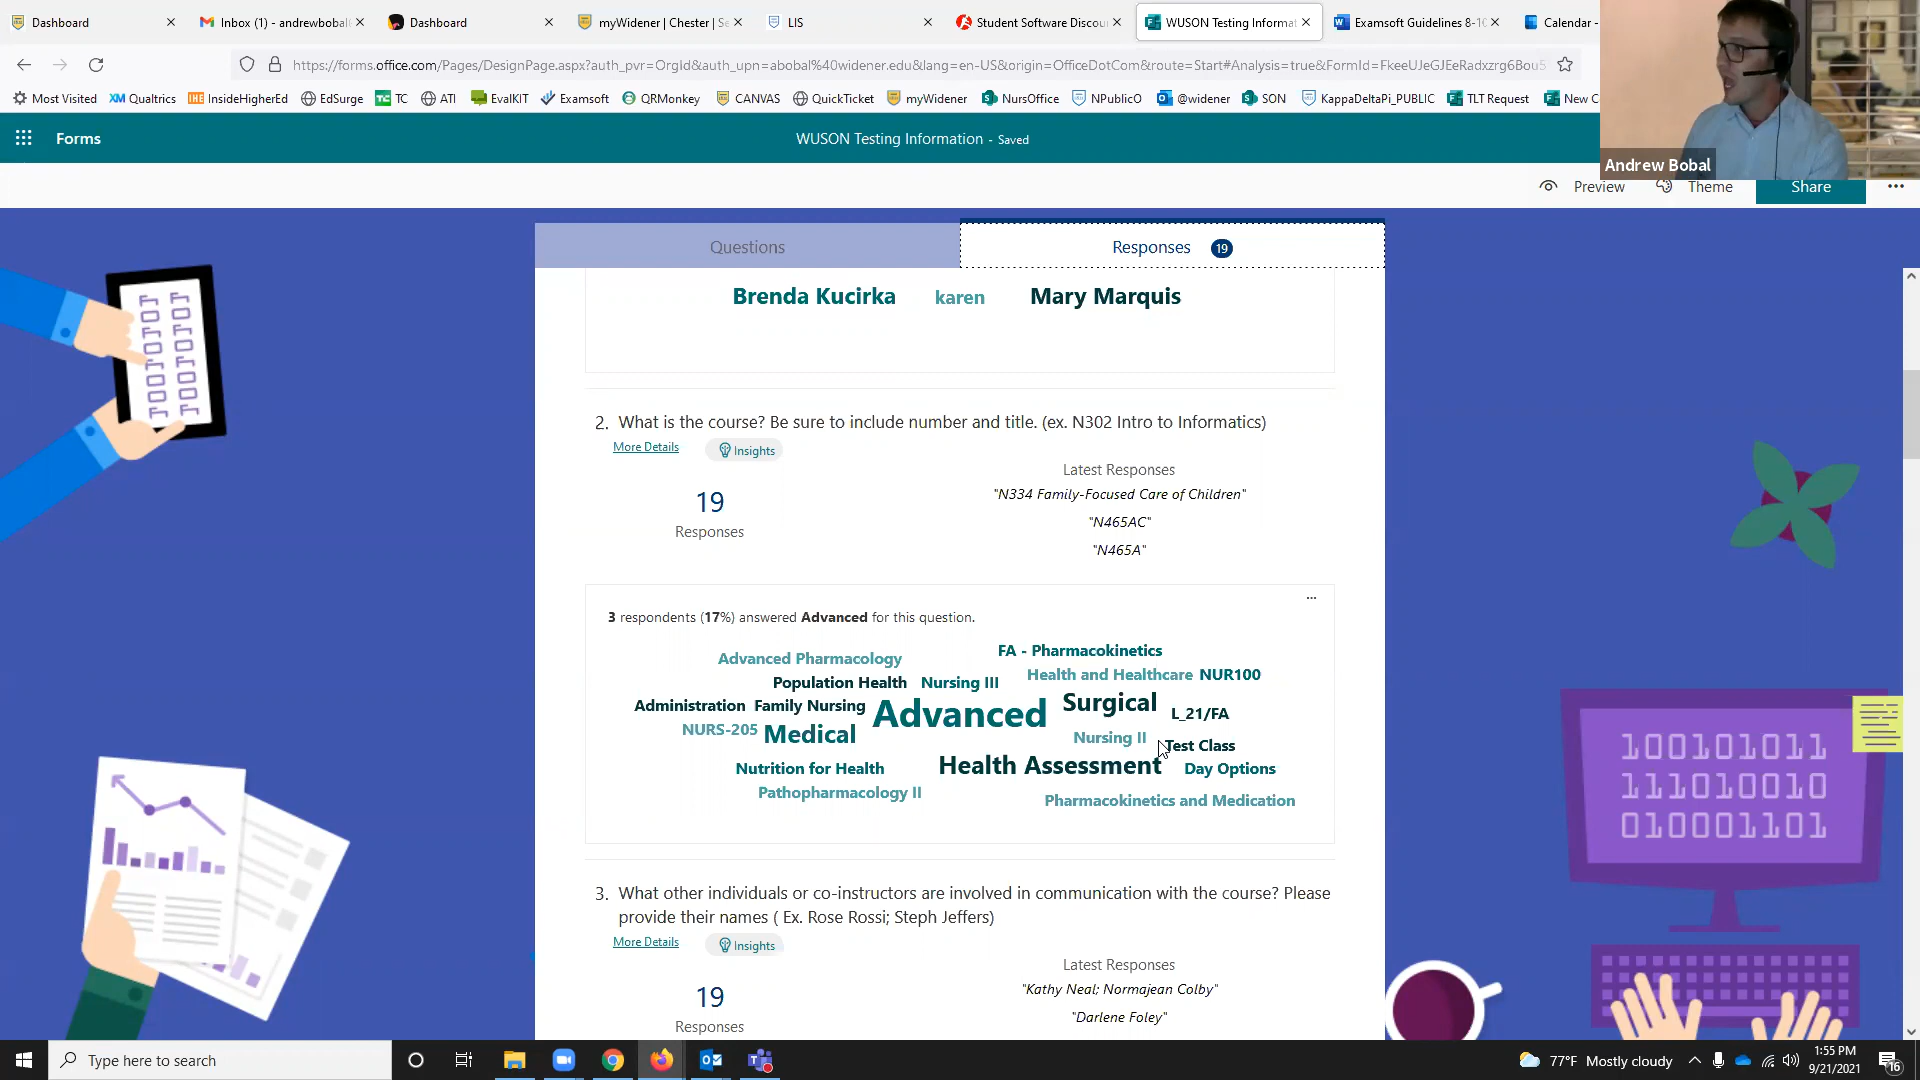 Dashboard
Inbox (1) - andrewbobal
Dashboard
myWidener | Chester | Se
LIS
Student Software Discou
WUSON Testing Informat
Examsoft Guidelines 8-1
Calendar -
https://forms.office.com/Pages/DesignPage.aspx?auth_pvr=OrgId&auth_upn=abobal%40widener.edu&lang=en-US&origin=OfficeDotCom&route=Start#Analysis=true&FormId=FkeeUJeGJEeRadxzrg6Bou5
Most Visited
XM Qualtrics
IHE InsideHigherEd
EdSurge
TC TC
ATI
EvalKIT
Examsoft
QRMonkey
CANVAS
QuickTicket
myWidener
NursOffice
NPublicO
@widener
SON
KappaDeltaPi_PUBLIC
TLT Request
New C
Andrew Bobal
Forms
WUSON Testing Information - Saved
Preview
Theme
Share
Questions
Responses 19
Brenda Kucirka karen Mary Marquis
2. What is the course? Be sure to include number and title. (ex. N302 Intro to Informatics)
More Details
Insights
19
Responses
Latest Responses
"N334 Family-Focused Care of Children"
"N465AC"
"N465A"
3 respondents (17%) answered Advanced for this question.
FA - Pharmacokinetics
Advanced Pharmacology
Health and Healthcare NUR100
Population Health Nursing III
Administration Family Nursing Advanced Surgical L_21/FA
NURS-205 Medical Nursing II Test Class
Nutrition for Health Health Assessment Day Options
Pathopharmacology II Pharmacokinetics and Medication
3. What other individuals or co-instructors are involved in communication with the course? Please
provide their names ( Ex. Rose Rossi; Steph Jeffers)
More Details
Insights
19
Responses
Latest Responses
"Kathy Neal; Normajean Colby"
"Darlene Foley"
100101011
111010010
010001101
Type here to search
77°F Mostly cloudy
1:55 PM
9/21/2021
16